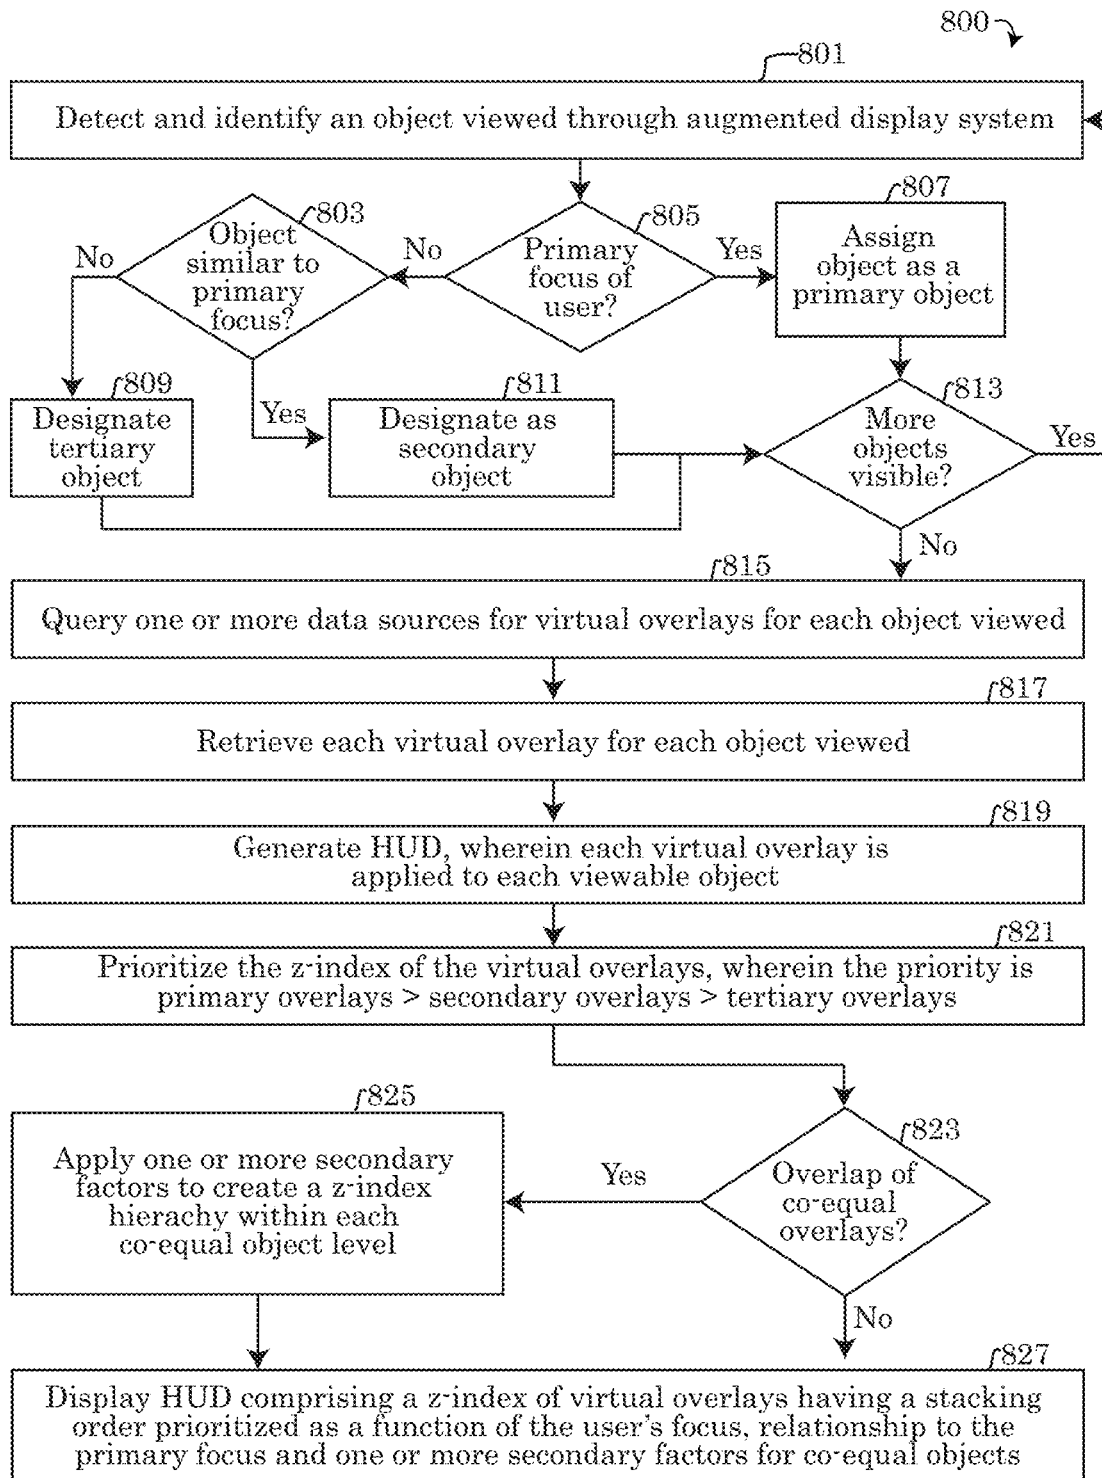 800
801
Detect and identify an object viewed through augmented display system
803
Object
similar to
primary
focus?
No
Yes
No
805
Primary
focus of
user?
Yes
807
Assign
object as a
primary object
809
Designate
tertiary
object
811
Designate as
secondary
object
813
More
objects
visible?
Yes
No
815
Query one or more data sources for virtual overlays for each object viewed
817
Retrieve each virtual overlay for each object viewed
819
Generate HUD, wherein each virtual overlay is
applied to each viewable object
821
Prioritize the z-index of the virtual overlays, wherein the priority is
primary overlays > secondary overlays > tertiary overlays
825
Apply one or more secondary
factors to create a z-index
hierachy within each
co-equal object level
Yes
823
Overlap of
co-equal
overlays?
No
827
Display HUD comprising a z-index of virtual overlays having a stacking
order prioritized as a function of the user's focus, relationship to the
primary focus and one or more secondary factors for co-equal objects